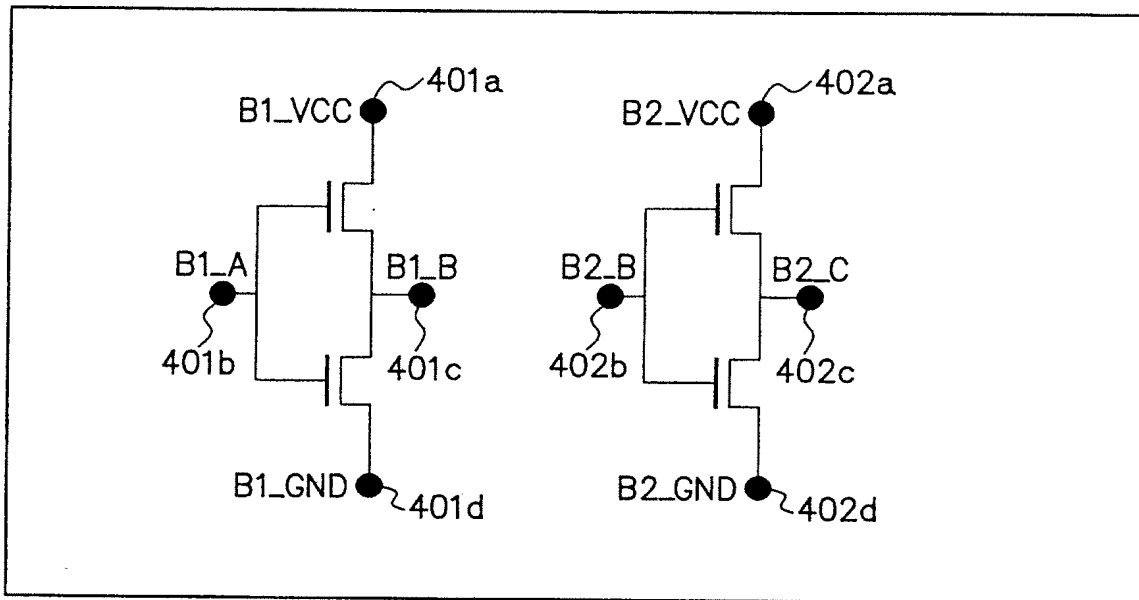 401a
B1_VCC
402a
B2_VCC
B1_A
B1_B
B2_B
B2_C
401b
401c
402b
402c
B1_GND
401d
B2_GND
402d